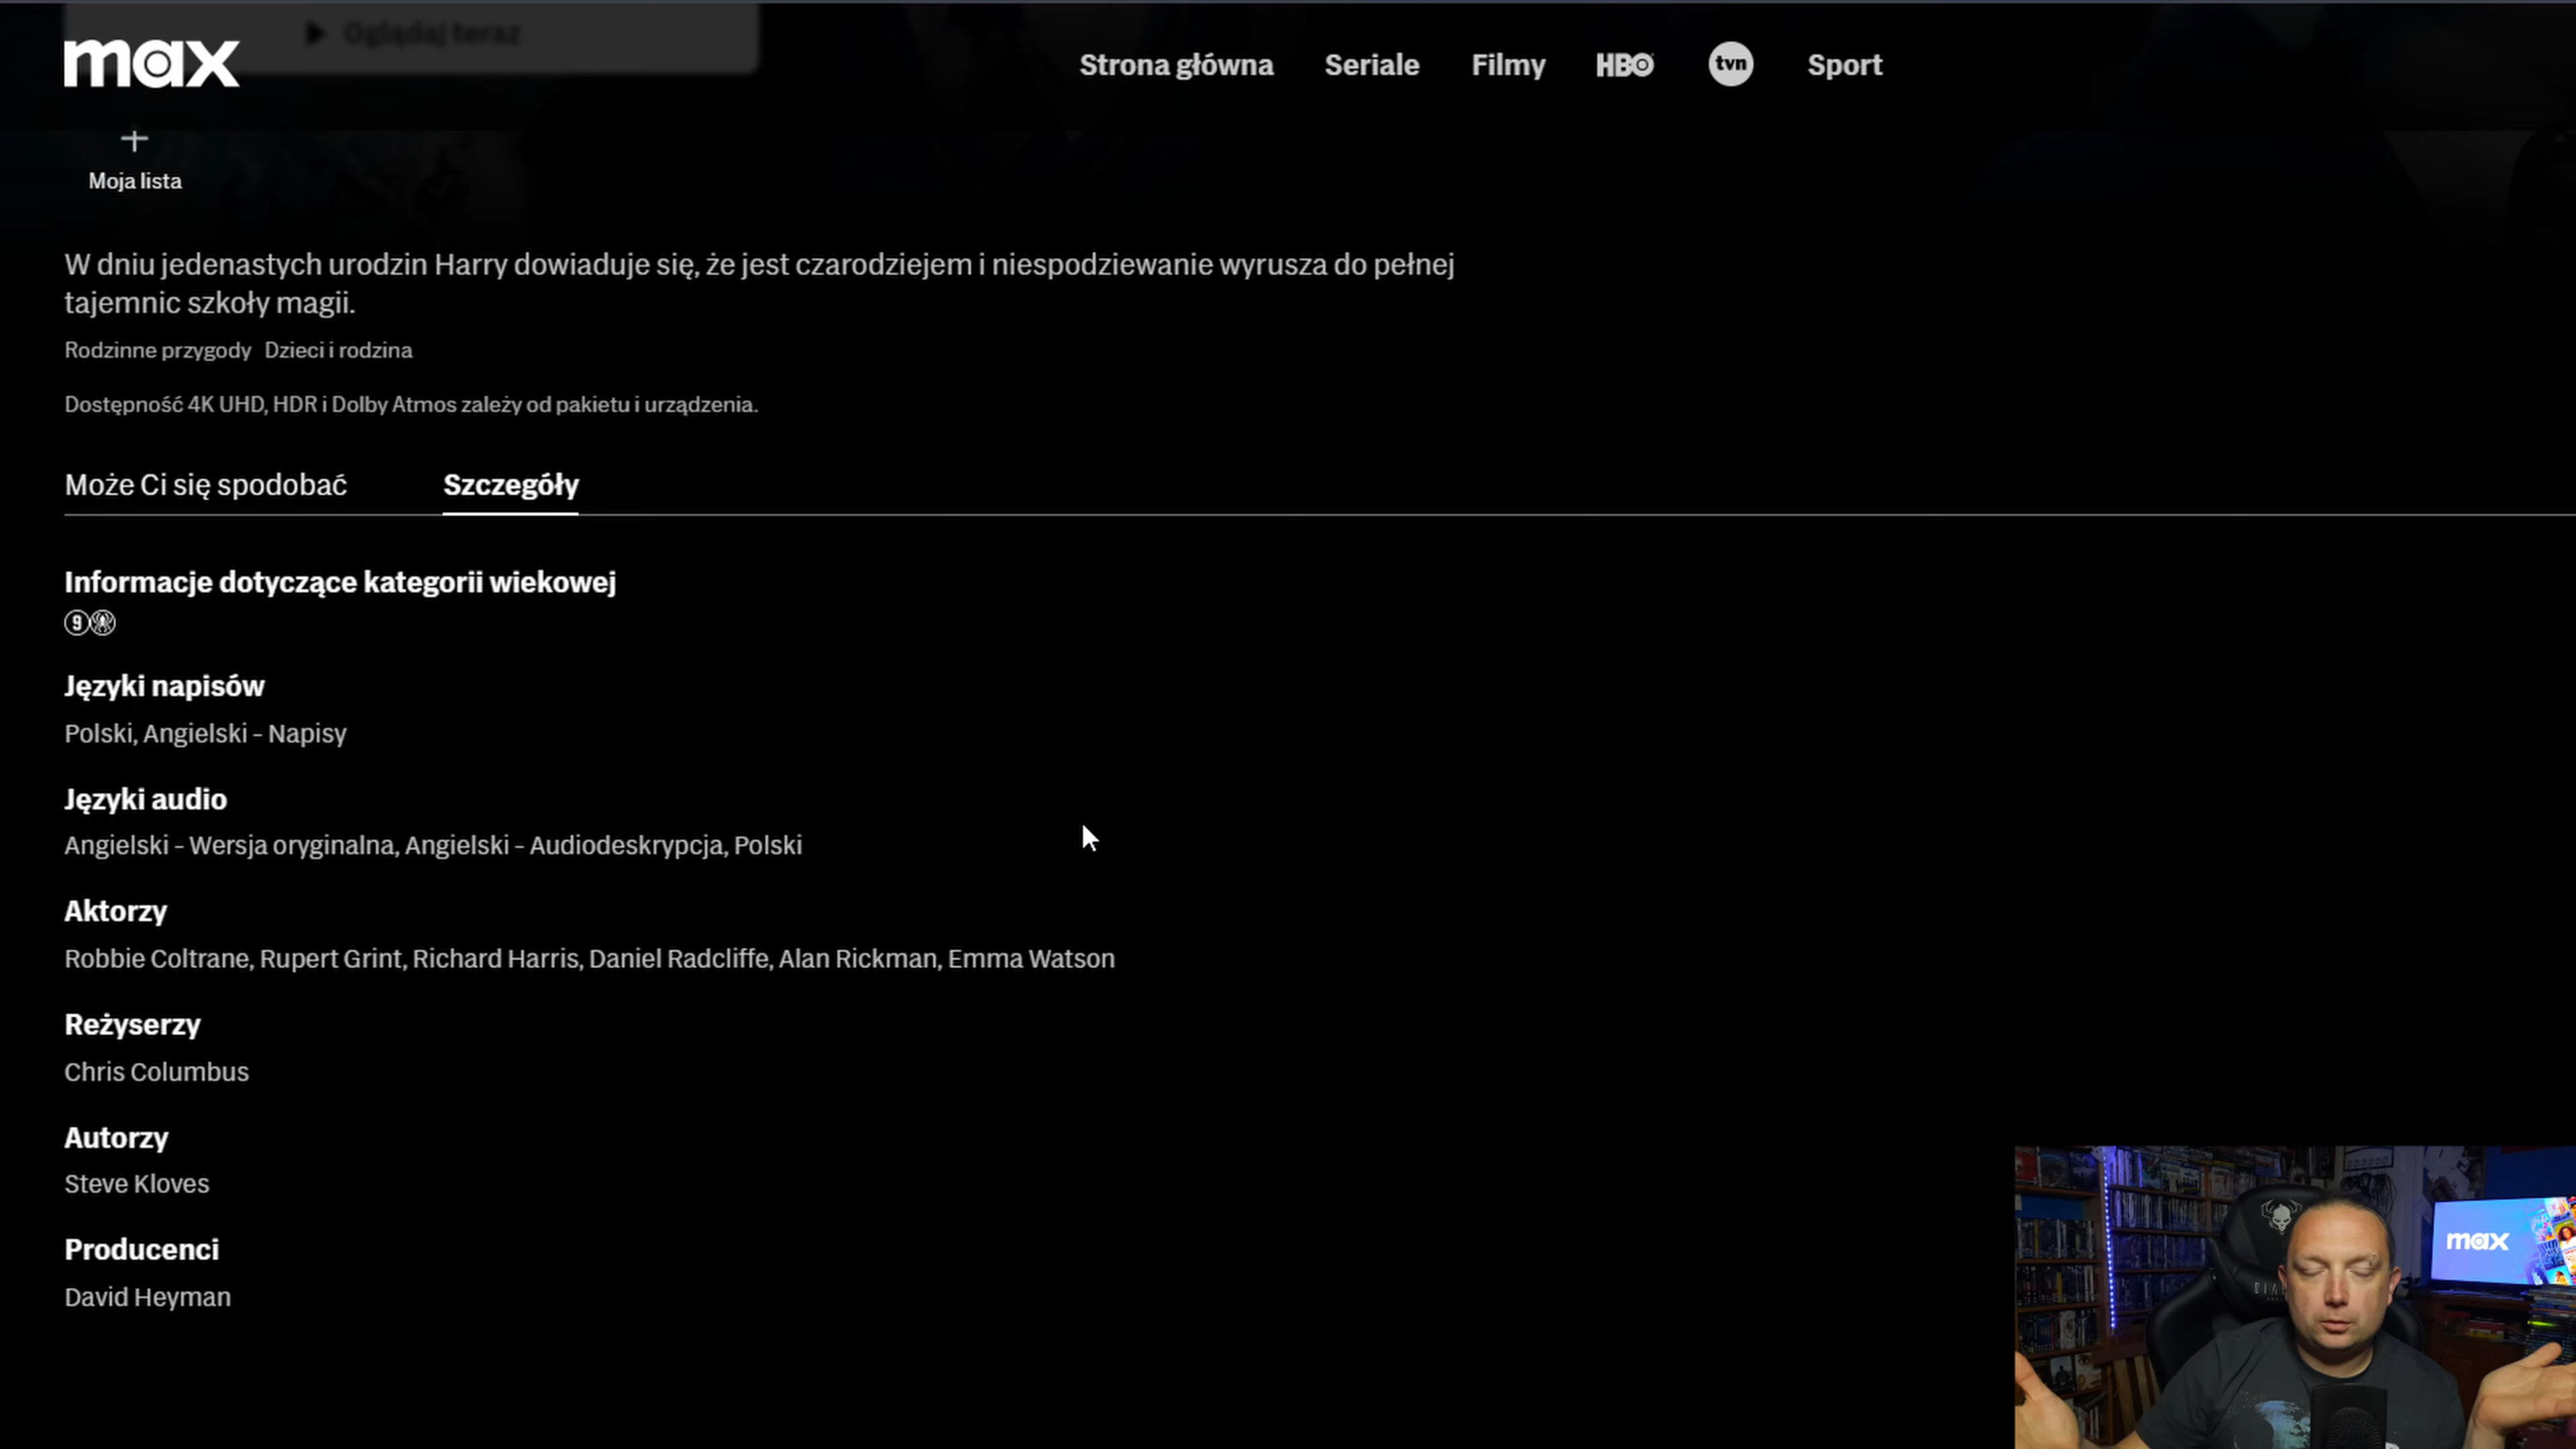 Oglądaj teraz
max
Strona główna
Seriale
Filmy
HBO
tvn
Sport
Moja lista
W dniu jedenastych urodzin Harry dowiaduje się, że jest czarodziejem i niespodziewanie wyrusza do pełnej
tajemnic szkoły magii.
Rodzinne przygody Dzieci i rodzina
Dostępność 4K UHD, HDR i Dolby Atmos zależy od pakietu i urządzenia.
Może Ci się spodobać
Szczegóły
Informacje dotyczące kategorii wiekowej
9
Języki napisów
Polski, Angielski - Napisy
Języki audio
Angielski - Wersja oryginalna, Angielski - Audiodeskrypcja, Polski
Aktorzy
Robbie Coltrane, Rupert Grint, Richard Harris, Daniel Radcliffe, Alan Rickman, Emma Watson
Reżyserzy
Chris Columbus
Autorzy
Steve Kloves
Producenci
David Heyman
max